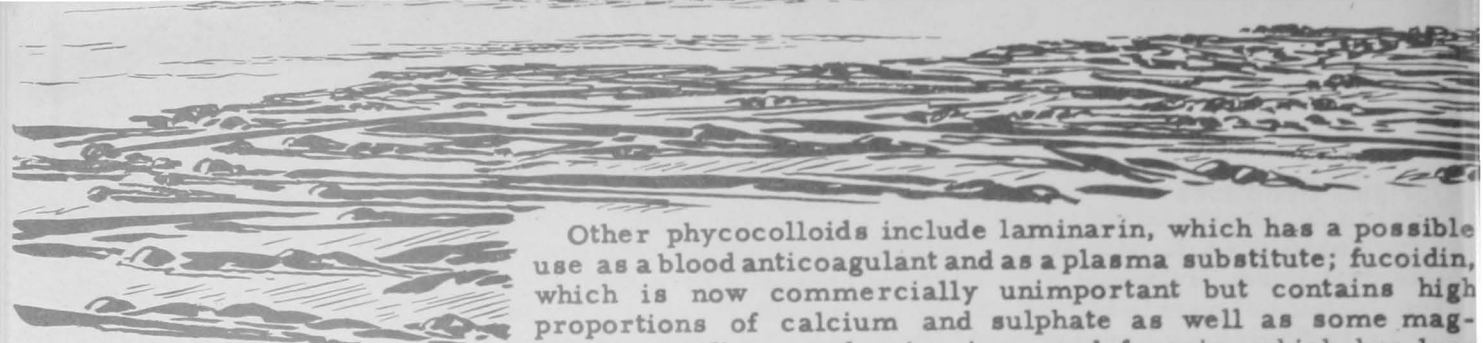 Other phycocolloids include laminarin, which has a possible
use as a blood anticoagulant and as a plasma substitute; fucoidin,
which is now commercially unimportant but contains high
proportions of calcium and sulphate as well as some mag-